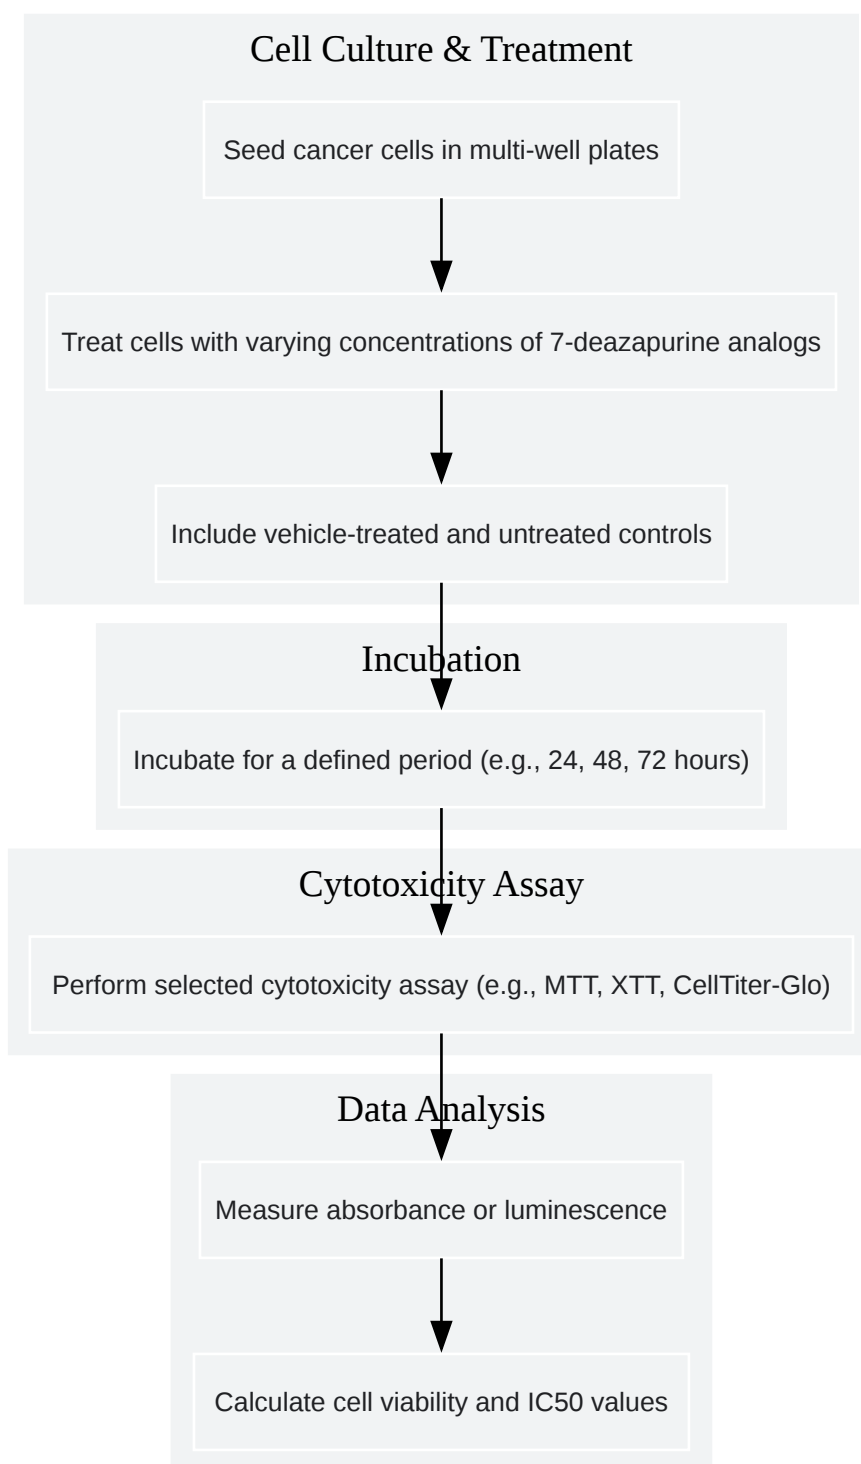 Cell Culture & Treatment
Seed cancer cells in multi-well plates
Treat cells with varying concentrations of 7-deazapurine analogs
Include vehicle-treated and untreated controls
Incubation
Incubate for a defined period (e.g., 24, 48, 72 hours)
Cytotoxicity Assay
Perform selected cytotoxicity assay (e.g., MTT, XTT, CellTiter-Glo)
Data Analysis
Measure absorbance or luminescence
Calculate cell viability and IC50 values